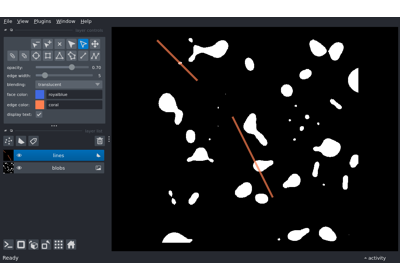 File View Plugins Window Help
opacity: 0.70
edge width: 5
blending: translucent
face color: royalblue
edge color: coral
display text: ✓
lines
blobs
Ready
activity